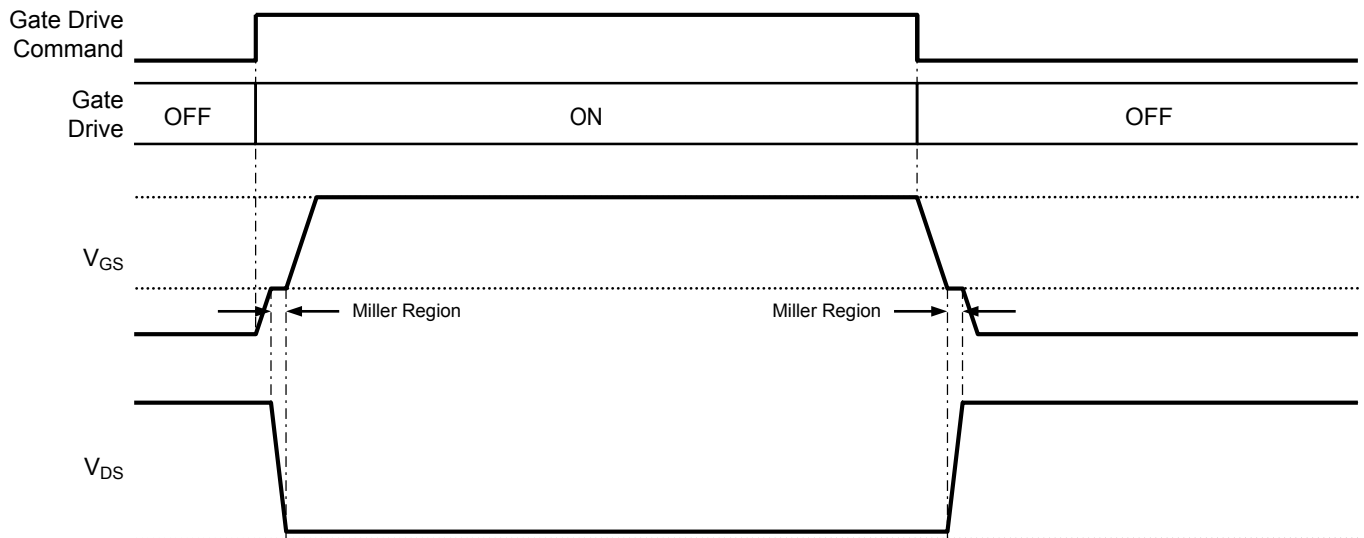 Gate Drive
Command
Gate
Drive
OFF
ON
OFF
VGS
Miller Region
Miller Region
VDS